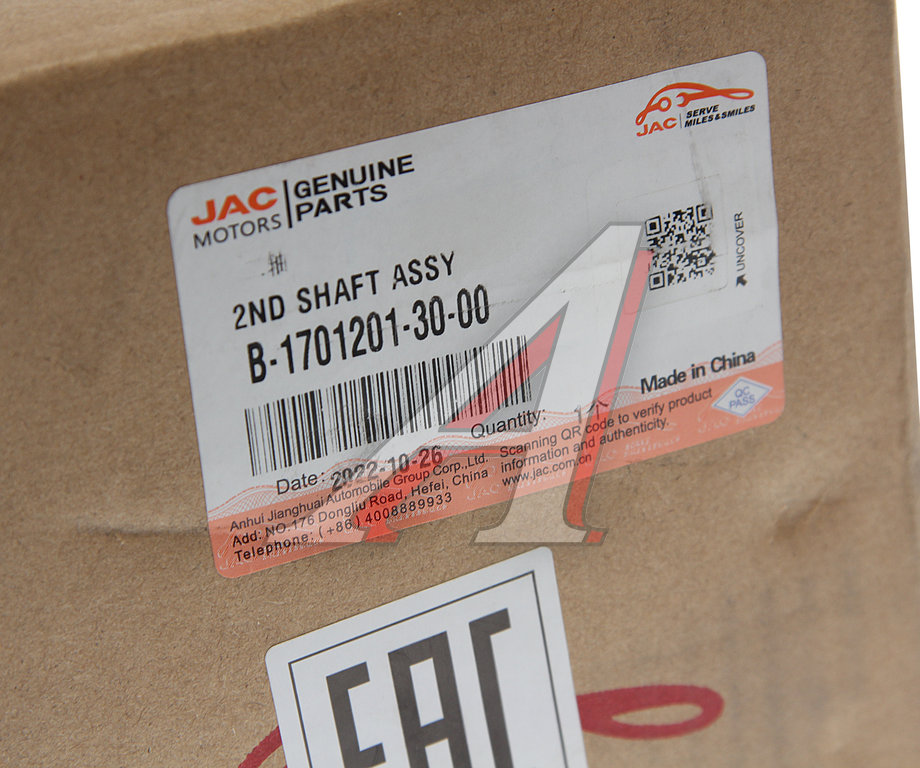 JAC
SERVE
MILES&SMILES
JAC
MOTORS
GENUINE
PARTS
UNCOVER
2ND SHAFT ASSY
B-1701201-30-00
Made in China
QC
PASS
Quantity: 1个
Date: 2022-10-26
Scanning QR code to verify product
information and authenticity.
www.jac.com.cn
Anhui Jianghuai Automobile Group Corp.,Ltd.
Add: NO.176 Dongliu Road, Hefei, China
Telephone: (+86) 4008889933
EAC